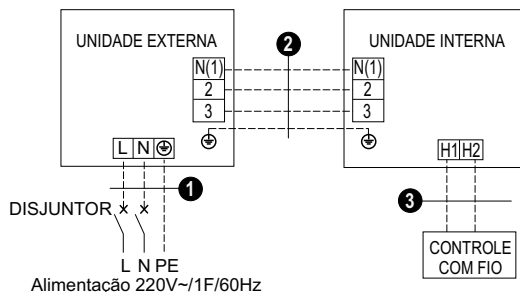 UNIDADE EXTERNA
UNIDADE INTERNA
2
N(1)
2
3
N(1)
2
3
L N
H1 H2
1
3
DISJUNTOR
L N PE
Alimentação 220V~/1F/60Hz
CONTROLE
COM FIO